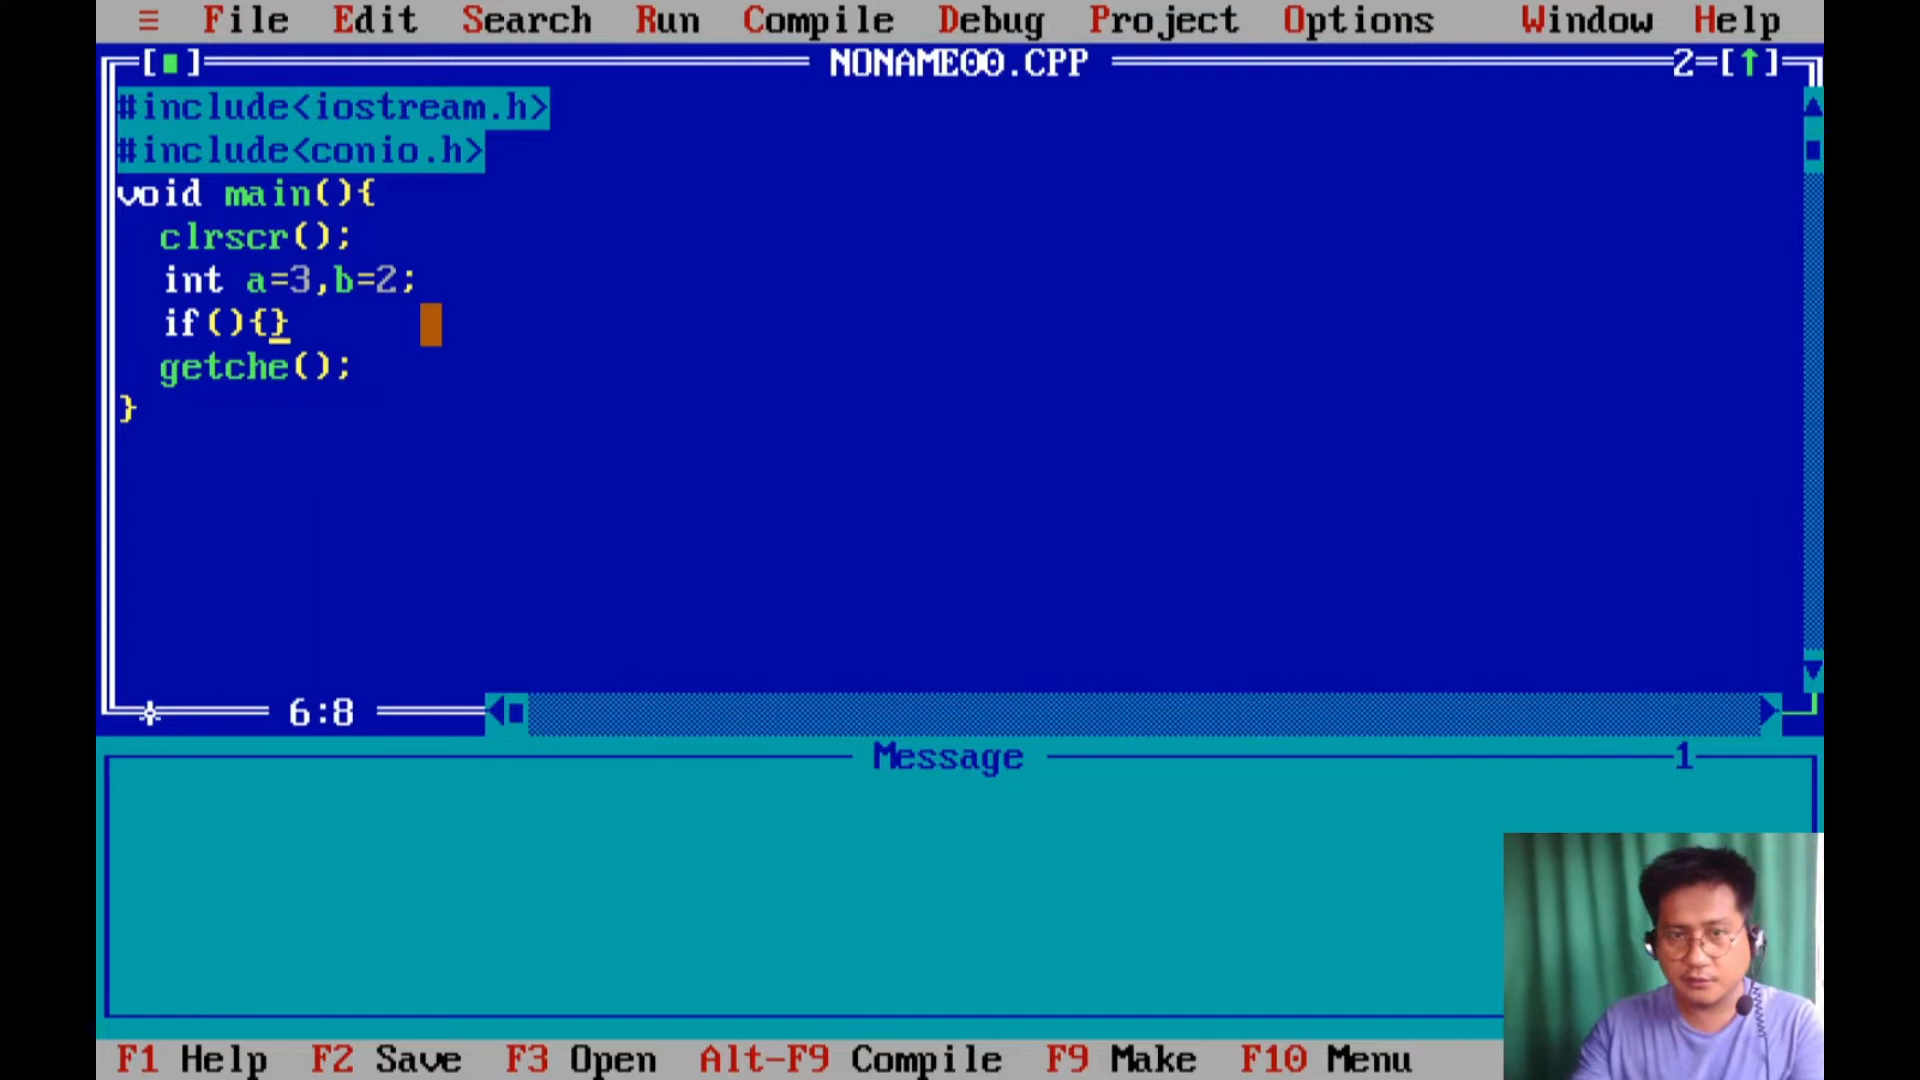 ≡ File Edit Search Run Compile Debug Project Options Window Help
[■] NONAME00.CPP 2=[↑]
#include<iostream.h>
#include<conio.h>
void main(){
clrscr();
int a=3,b=2;
if(){}
getche();
}
6:8
Message 1
F1 Help F2 Save F3 Open Alt-F9 Compile F9 Make F10 Menu